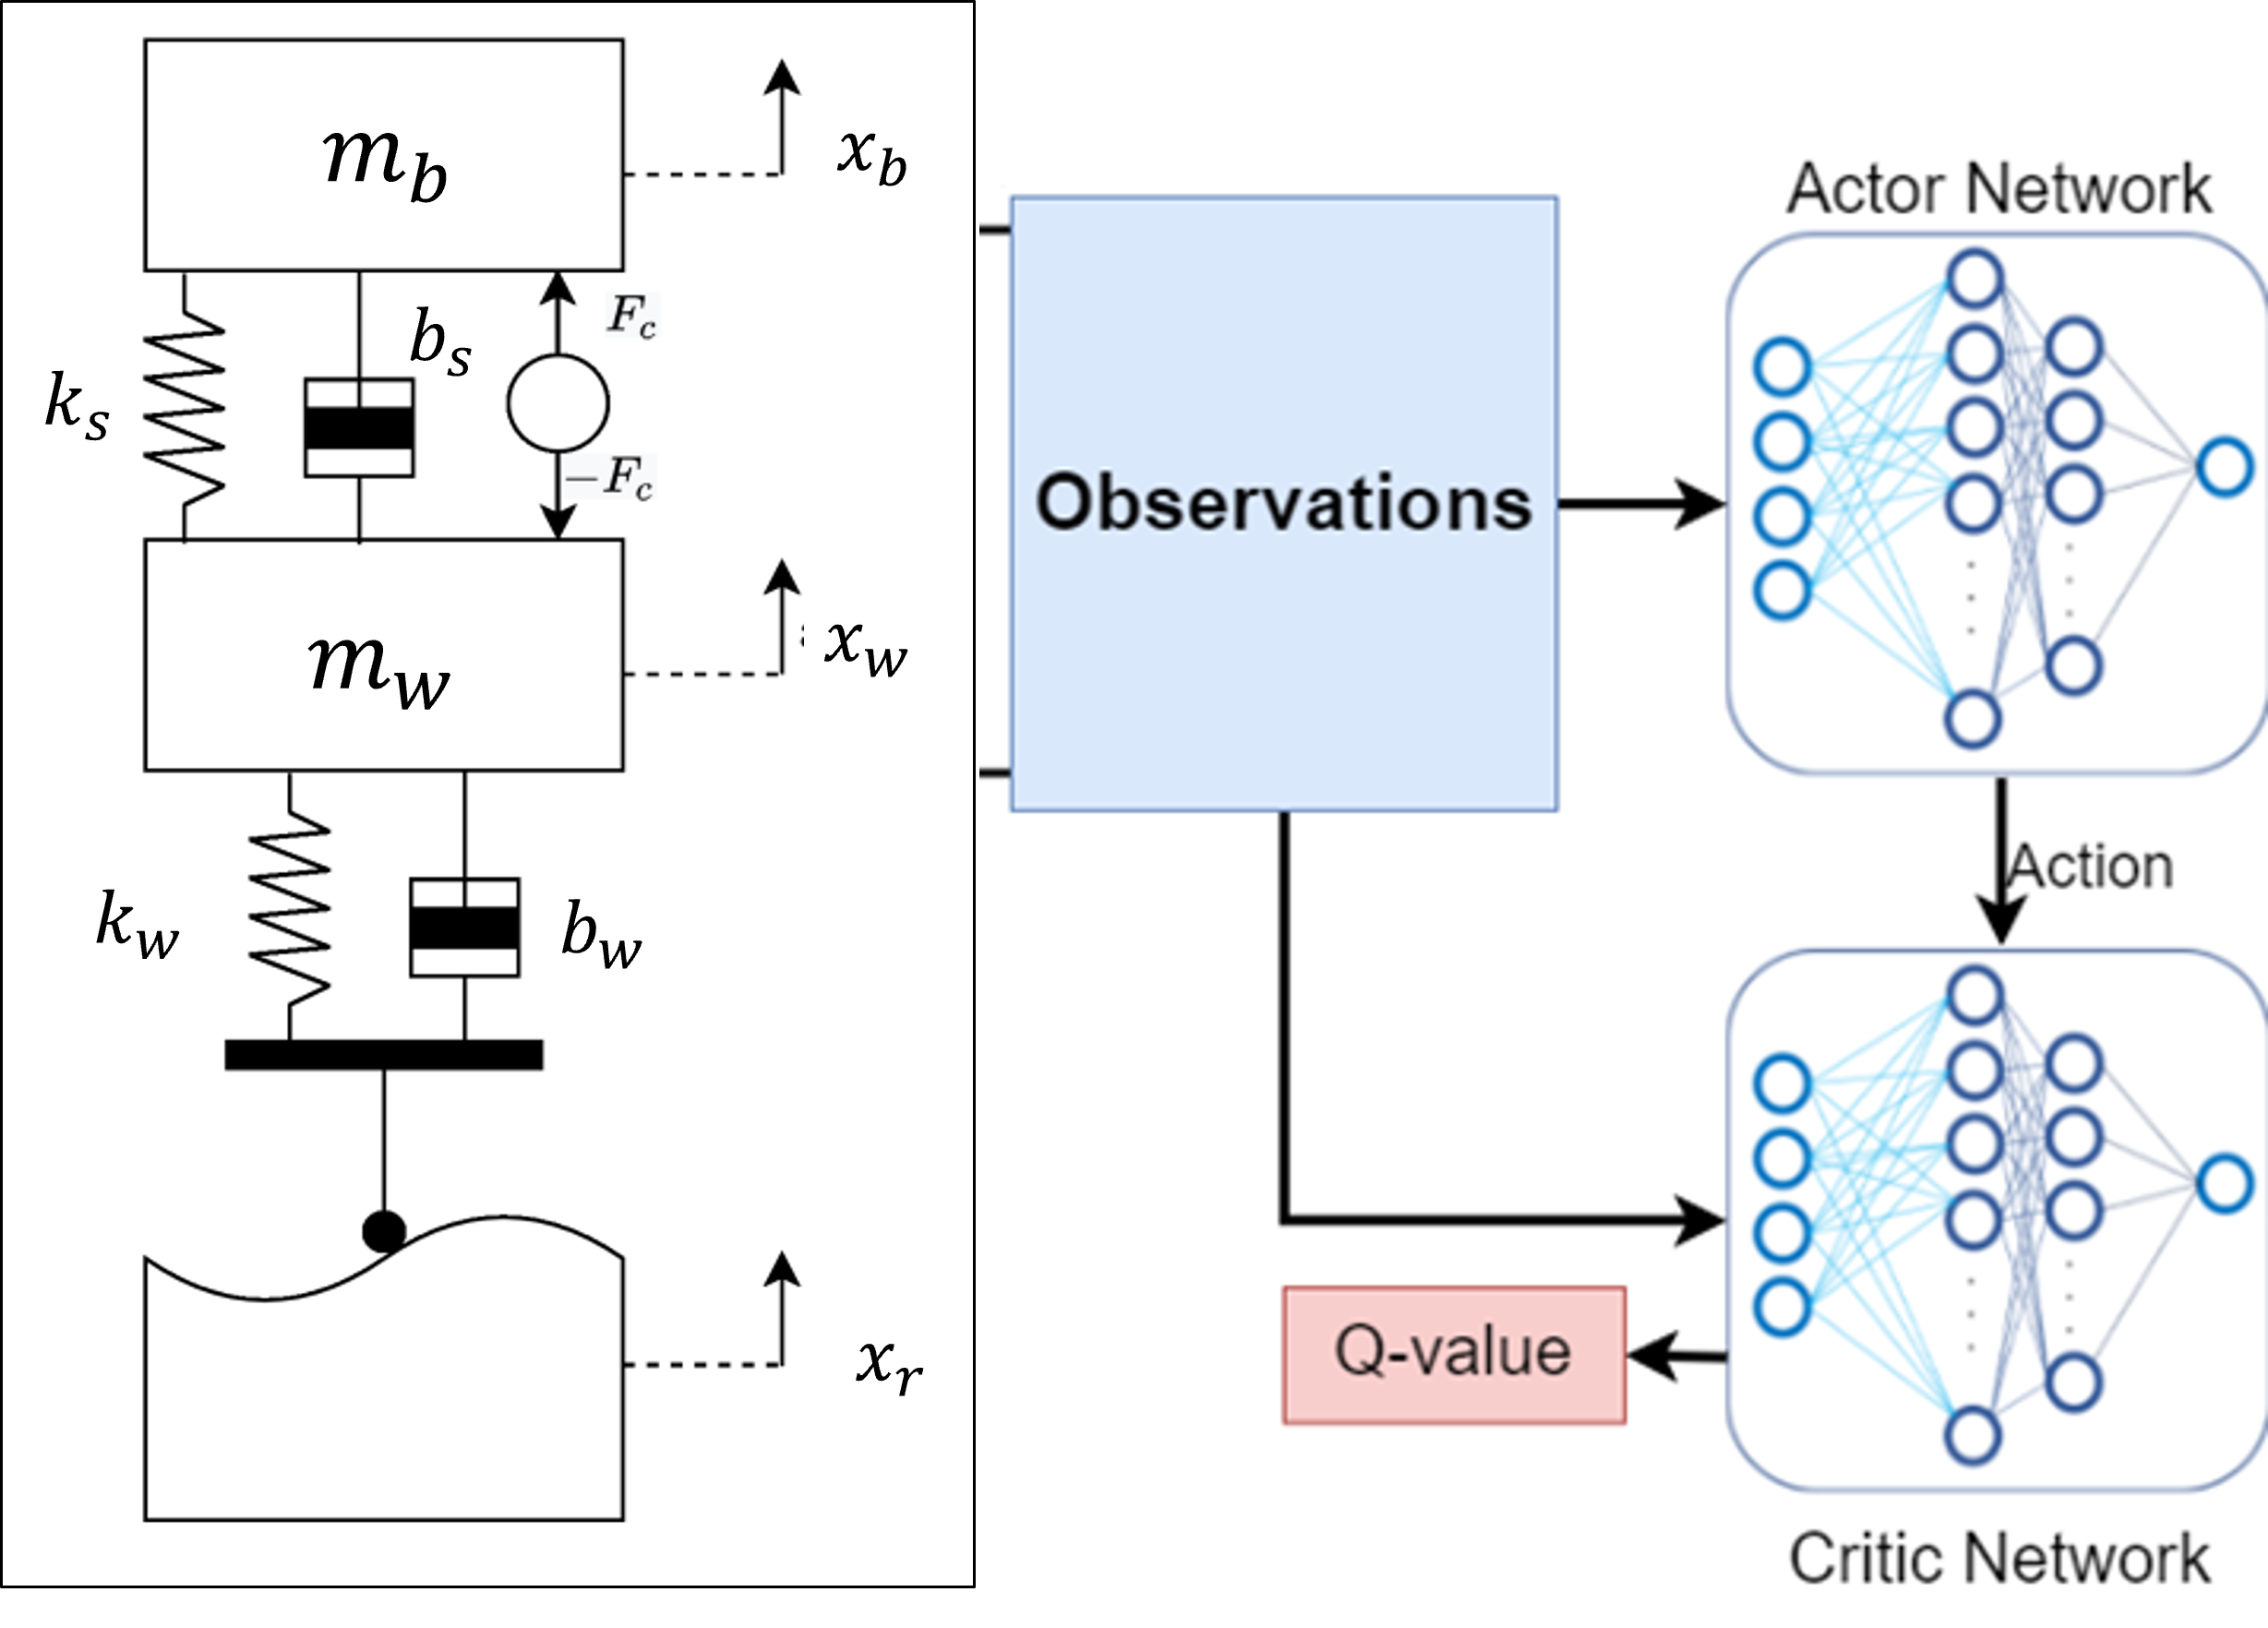 m_b
x_b
F_c
b_s
k_s
−F_c
m_w
x_w
k_w
b_w
x_r
Observations
Actor Network
Action
Q-value
Critic Network